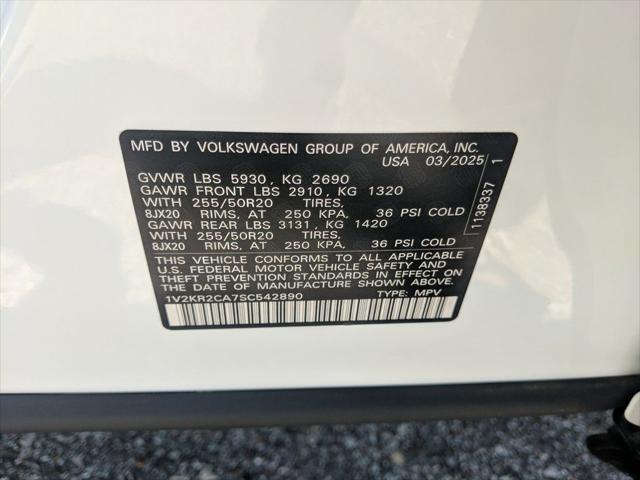 MFD BY VOLKSWAGEN GROUP OF AMERICA, INC.
USA 03/2025
GVWR LBS 5930, KG 2690
GAWR FRONT LBS 2910, KG 1320
WITH 255/50R20 TIRES,
8JX20 RIMS, AT 250 KPA, 36 PSI COLD
GAWR REAR LBS 3131, KG 1420
WITH 255/50R20 TIRES,
8JX20 RIMS, AT 250 KPA, 36 PSI COLD
THIS VEHICLE CONFORMS TO ALL APPLICABLE
U.S. FEDERAL MOTOR VEHICLE SAFETY AND
THEFT PREVENTION STANDARDS IN EFFECT ON
THE DATE OF MANUFACTURE SHOWN ABOVE.
1V2KR2CA7SC542890 TYPE: MPV
11138337 1